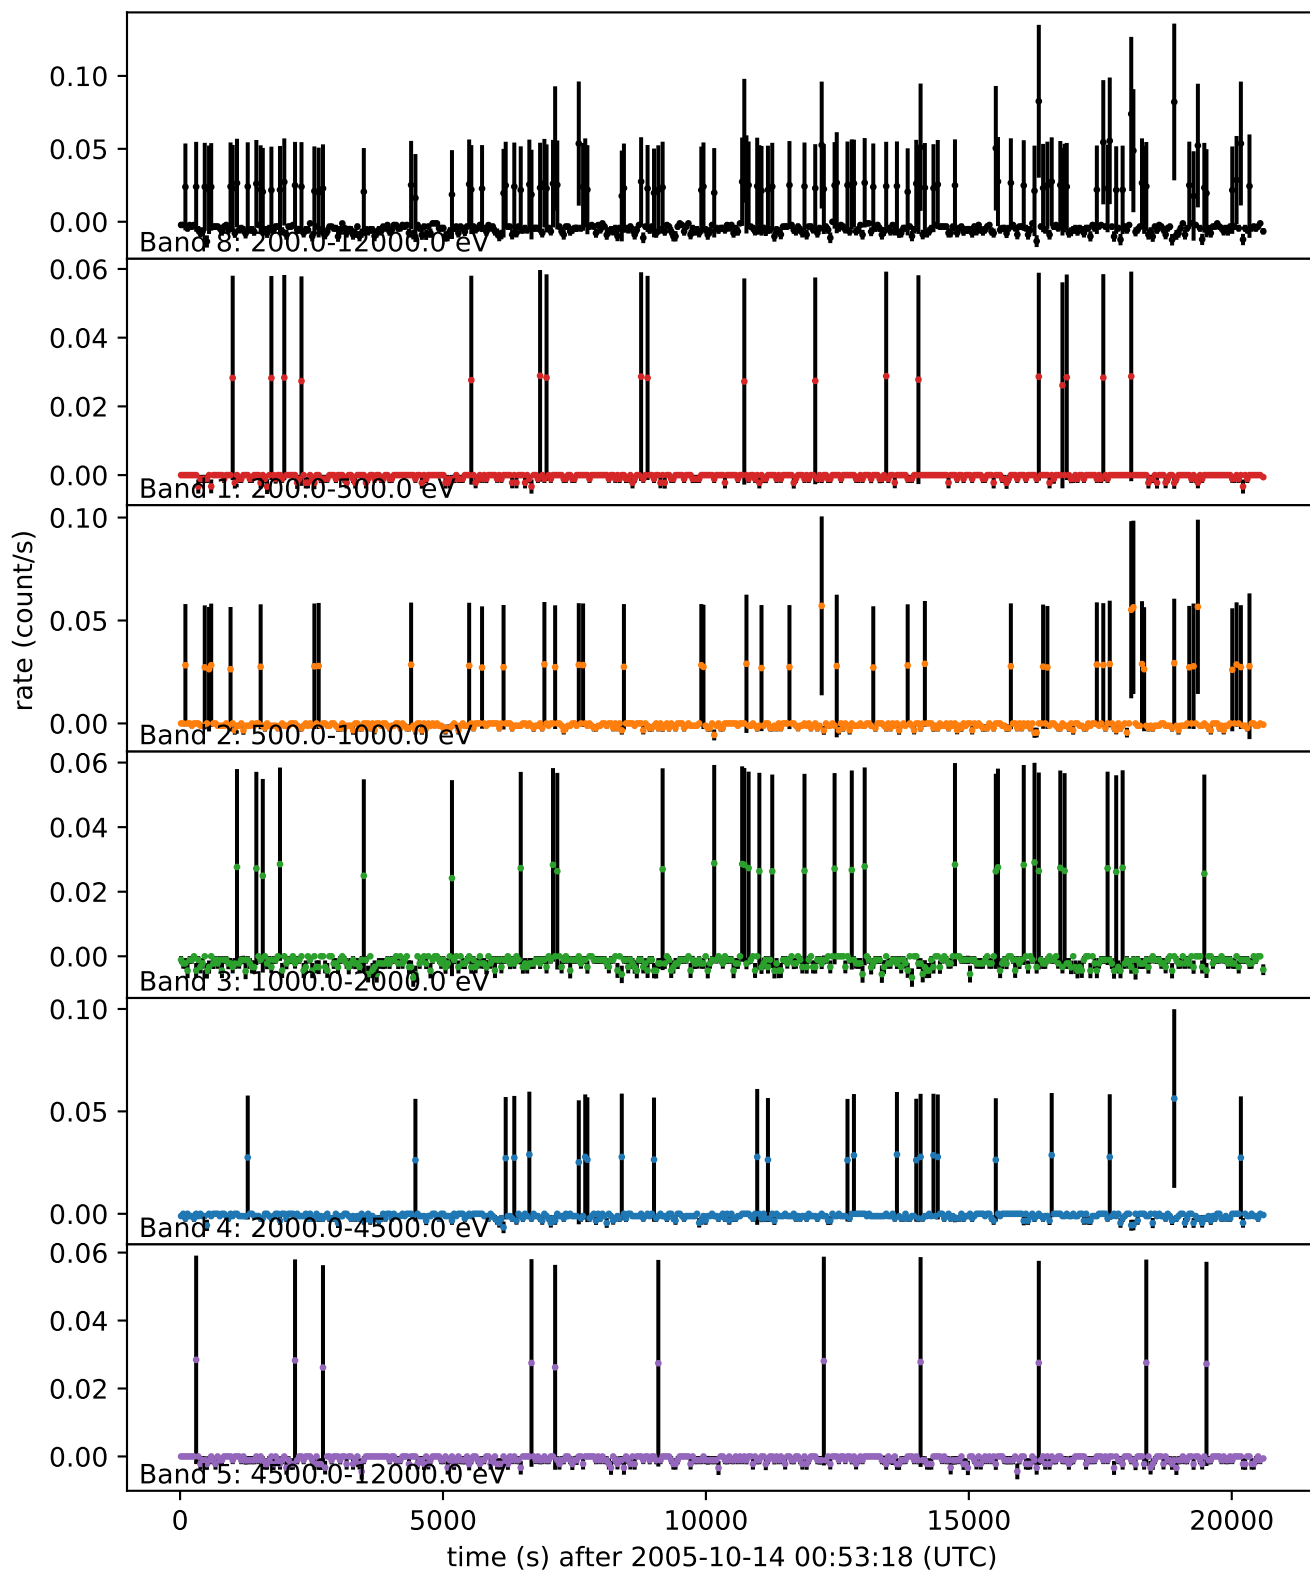 0.10
0.05
0.00
Band 8: 200.0-12000.0 eV
0.06
0.04
0.02
0.00
Band 1: 200.0-500.0 eV
0.10
0.05
0.00
Band 2: 500.0-1000.0 eV
rate (count/s)
0.06
0.04
0.02
0.00
Band 3: 1000.0-2000.0 eV
0.10
0.05
0.00
Band 4: 2000.0-4500.0 eV
0.06
0.04
0.02
0.00
Band 5: 4500.0-12000.0 eV
0 5000 10000 15000 20000
time (s) after 2005-10-14 00:53:18 (UTC)